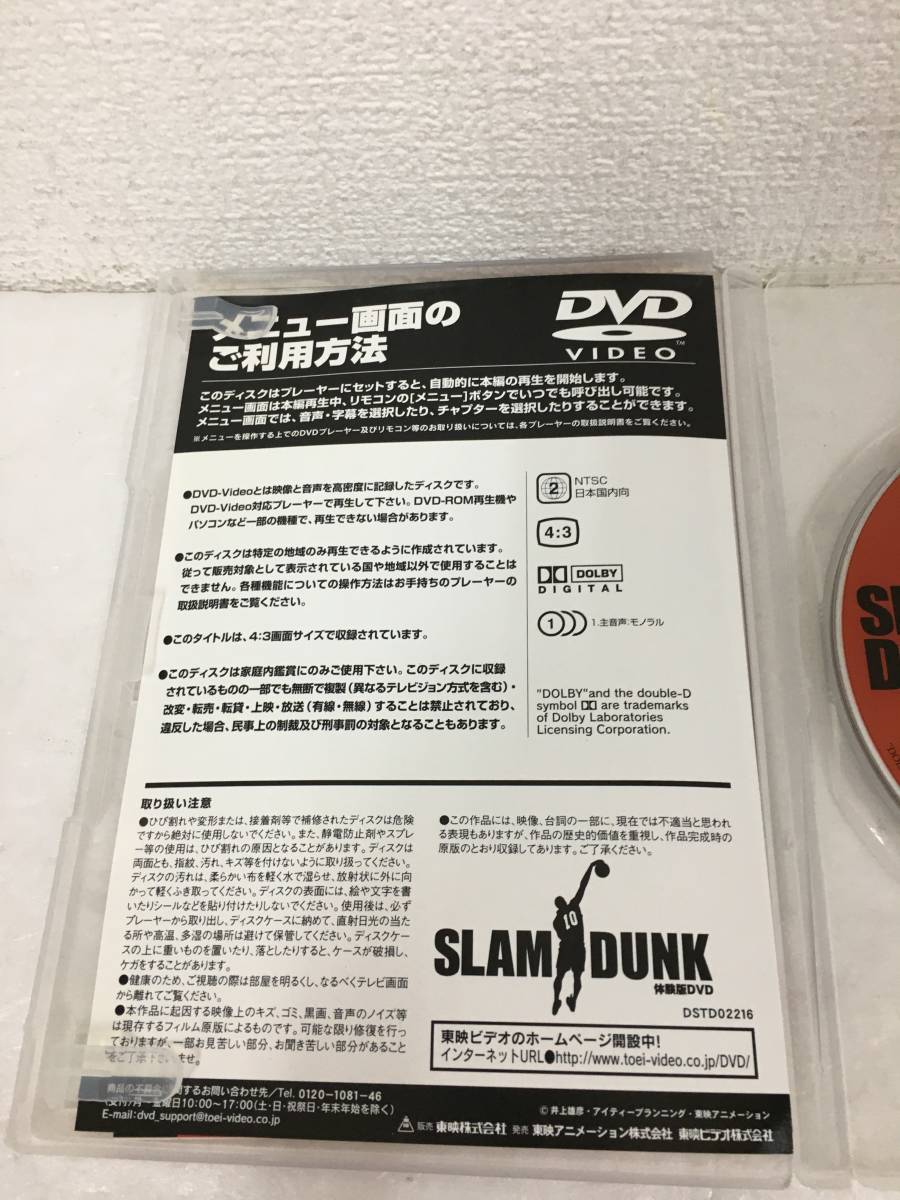 メニュー画面の
ご利用方法
DVD
VIDEO
TM
このディスクはプレーヤーにセットすると、自動的に本編の再生を開始します。
メニュー画面は本編再生中、リモコンの[メニュー]ボタンでいつでも呼び出し可能です。
メニュー画面では、音声・字幕を選択したり、チャプターを選択したりすることができます。
※メニューを操作する上でのDVDプレーヤー及びリモコン等のお取り扱いについては、各プレーヤーの取扱説明書をご覧ください。
●DVD-Videoとは映像と音声を高密度に記録したディスクです。
DVD-Video対応プレーヤーで再生して下さい。DVD-ROM再生機や
パソコンなど一部の機種で、再生できない場合があります。
●このディスクは特定の地域のみ再生できるように作成されています。
従って販売対象として表示されている国や地域以外で使用することは
できません。各種機能についての操作方法はお手持ちのプレーヤーの
取扱説明書をご覧ください。
●このタイトルは、4:3画面サイズで収録されています。
●このディスクは家庭内鑑賞にのみご使用下さい。このディスクに収録
されているものの一部でも無断で複製(異なるテレビジョン方式を含む)・
改変・転売・転貸・上映・放送(有線・無線)することは禁止されており、
違反した場合、民事上の制裁及び刑事罰の対象となることもあります。
2
NTSC
日本国内向
4:3
DOLBY
DIGITAL
1
1.主音声:モノラル
"DOLBY"and the double-D
symbol are trademarks
of Dolby Laboratories
Licensing Corporation.
取り扱い注意
●ひび割れや変形または、接着剤等で補修されたディスクは危険
ですから絶対に使用しないでください。また、静電防止剤やスプレ
ー等の使用は、ひび割れの原因となることがあります。ディスクは
両面とも、指紋、汚れ、キズ等を付けないように取り扱ってください。
ディスクの汚れは、柔らかい布を軽く水で湿らせ、放射状に外に向
かって軽くふき取ってください。ディスクの表面には、絵や文字を書
いたりシールなどを貼り付けたりしないでください。使用後は、必ず
プレーヤーから取り出し、ディスクケースに納めて、直射日光の当た
る所や高温、多湿の場所は避けて保管してください。ディスクケー
スの上に重いものを置いたり、落としたりすると、ケースが破損し、
ケガをすることがあります。
●健康のため、ご視聴の際は部屋を明るくし、なるべくテレビ画面
から離れてご覧ください。
●本作品に起因する映像上のキズ、ゴミ、黒画、音声のノイズ等
は現存するフィルム原版によるものです。可能な限り修復を行っ
ておりますが、一部お見苦しい部分、お聞き苦しい部分があること
をご了承下さいませ。
●この作品には、映像、台詞の一部に、現在では不適当と思われ
る表現もありますが、作品の歴史的価値を重視し、作品完成時の
原版のとおり収録してあります。ご了承ください。
10
SLAM DUNK
体験版DVD
DSTD02216
東映ビデオのホームページ開設中!
インターネットURL●http://www.toei-video.co.jp/DVD/
商品の不具合に関するお問い合わせ先/Tel. 0120-1081-46
(受付/月〜金曜日10:00〜17:00(土・日・祝祭日・年末年始を除く)
E-mail:dvd_support@toei-video.co.jp
© 井上雄彦・アイティープランニング・東映アニメーション
販売 東映株式会社 発売 東映アニメーション株式会社 東映ビデオ株式会社
SL
D